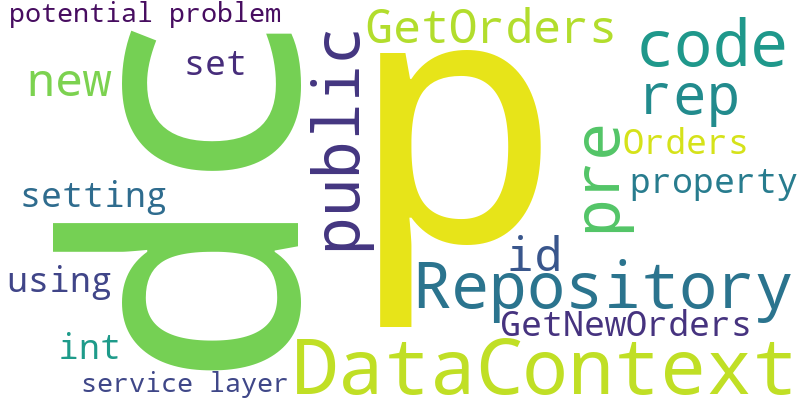 potential problem
GetOrders
code
new
set
dc
public
p
rep
Orders
pre
property
setting
id
Repository
using
GetNewOrders
int
DataContext
service layer